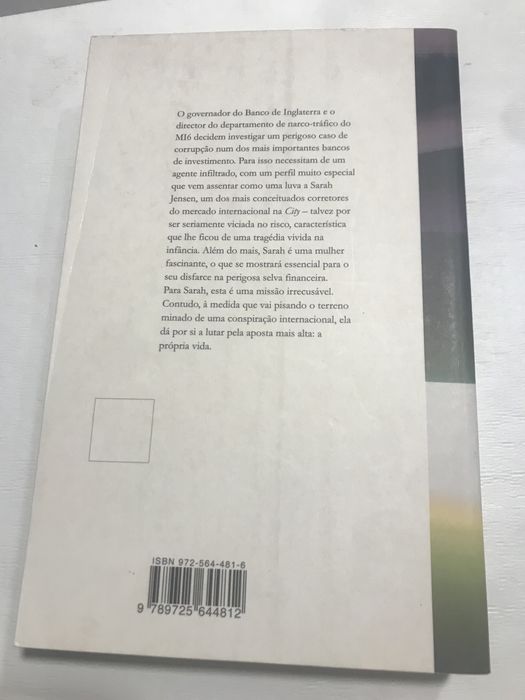 O governador do Banco de Inglaterra e o
director do departamento de narco-tráfico do
MI6 decidem investigar um perigoso caso de
corrupção num dos mais importantes bancos
de investimento. Para isso necessitam de um
agente infiltrado, com um perfil muito especial
que vem assentar como uma luva a Sarah
Jensen, um dos mais conceituados corretores
do mercado internacional na City – talvez por
ser seriamente viciada no risco, característica
que lhe ficou de uma tragédia vivida na
infância. Além do mais, Sarah é uma mulher
fascinante, o que se mostrará essencial para o
seu disfarce na perigosa selva financeira.
Para Sarah, esta é uma missão irrecusável.
Contudo, à medida que vai pisando o terreno
minado de uma conspiração internacional, ela
dá por si a lutar pela aposta mais alta: a
própria vida.
ISBN 972-564-481-6
9 789725 644812